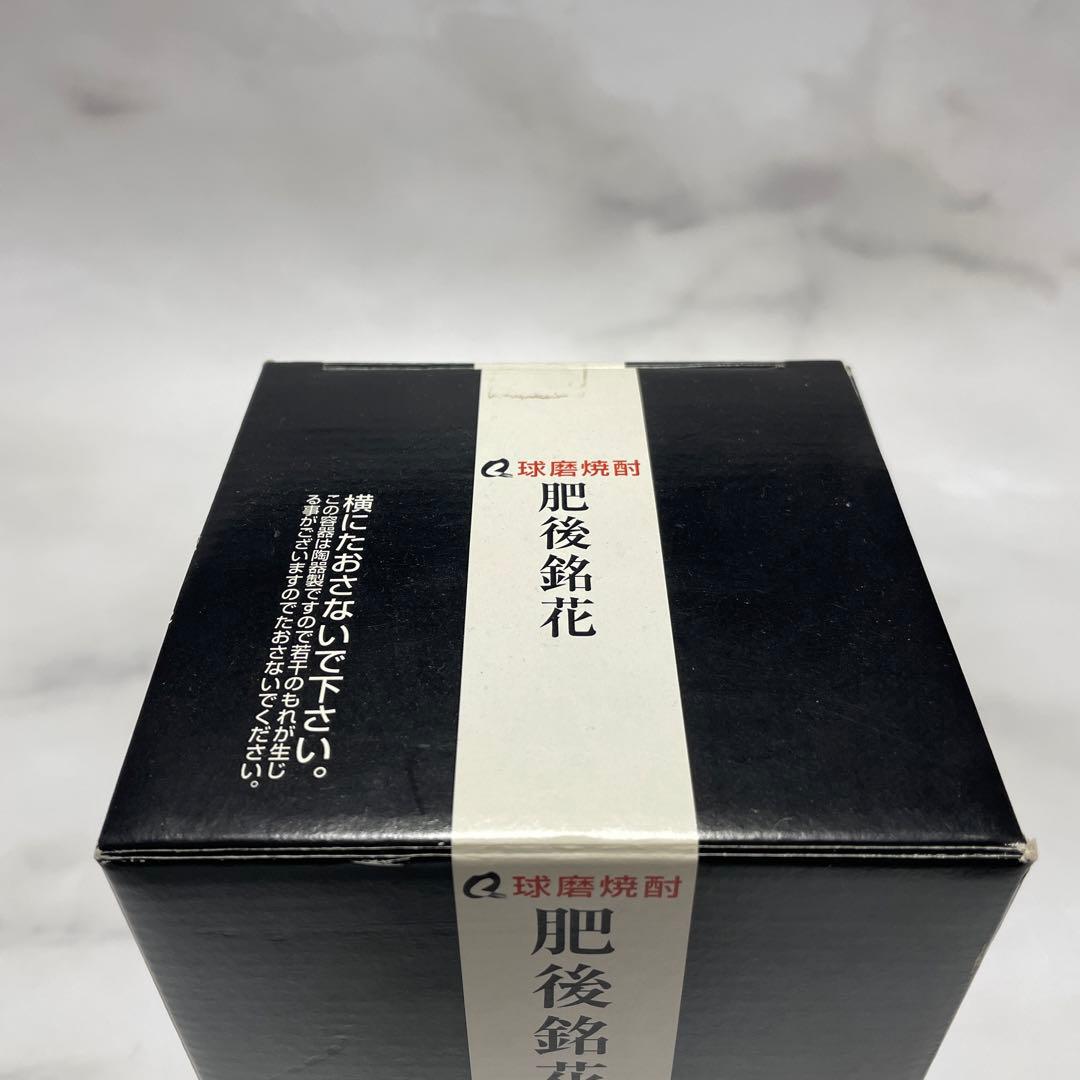 球磨焼酎
肥後銘花
横にたおさないで下さい。
この容器は陶器製ですので若干のもれが生じ
る事がございますのでたおさないでください。
球磨焼酎
肥後銘花